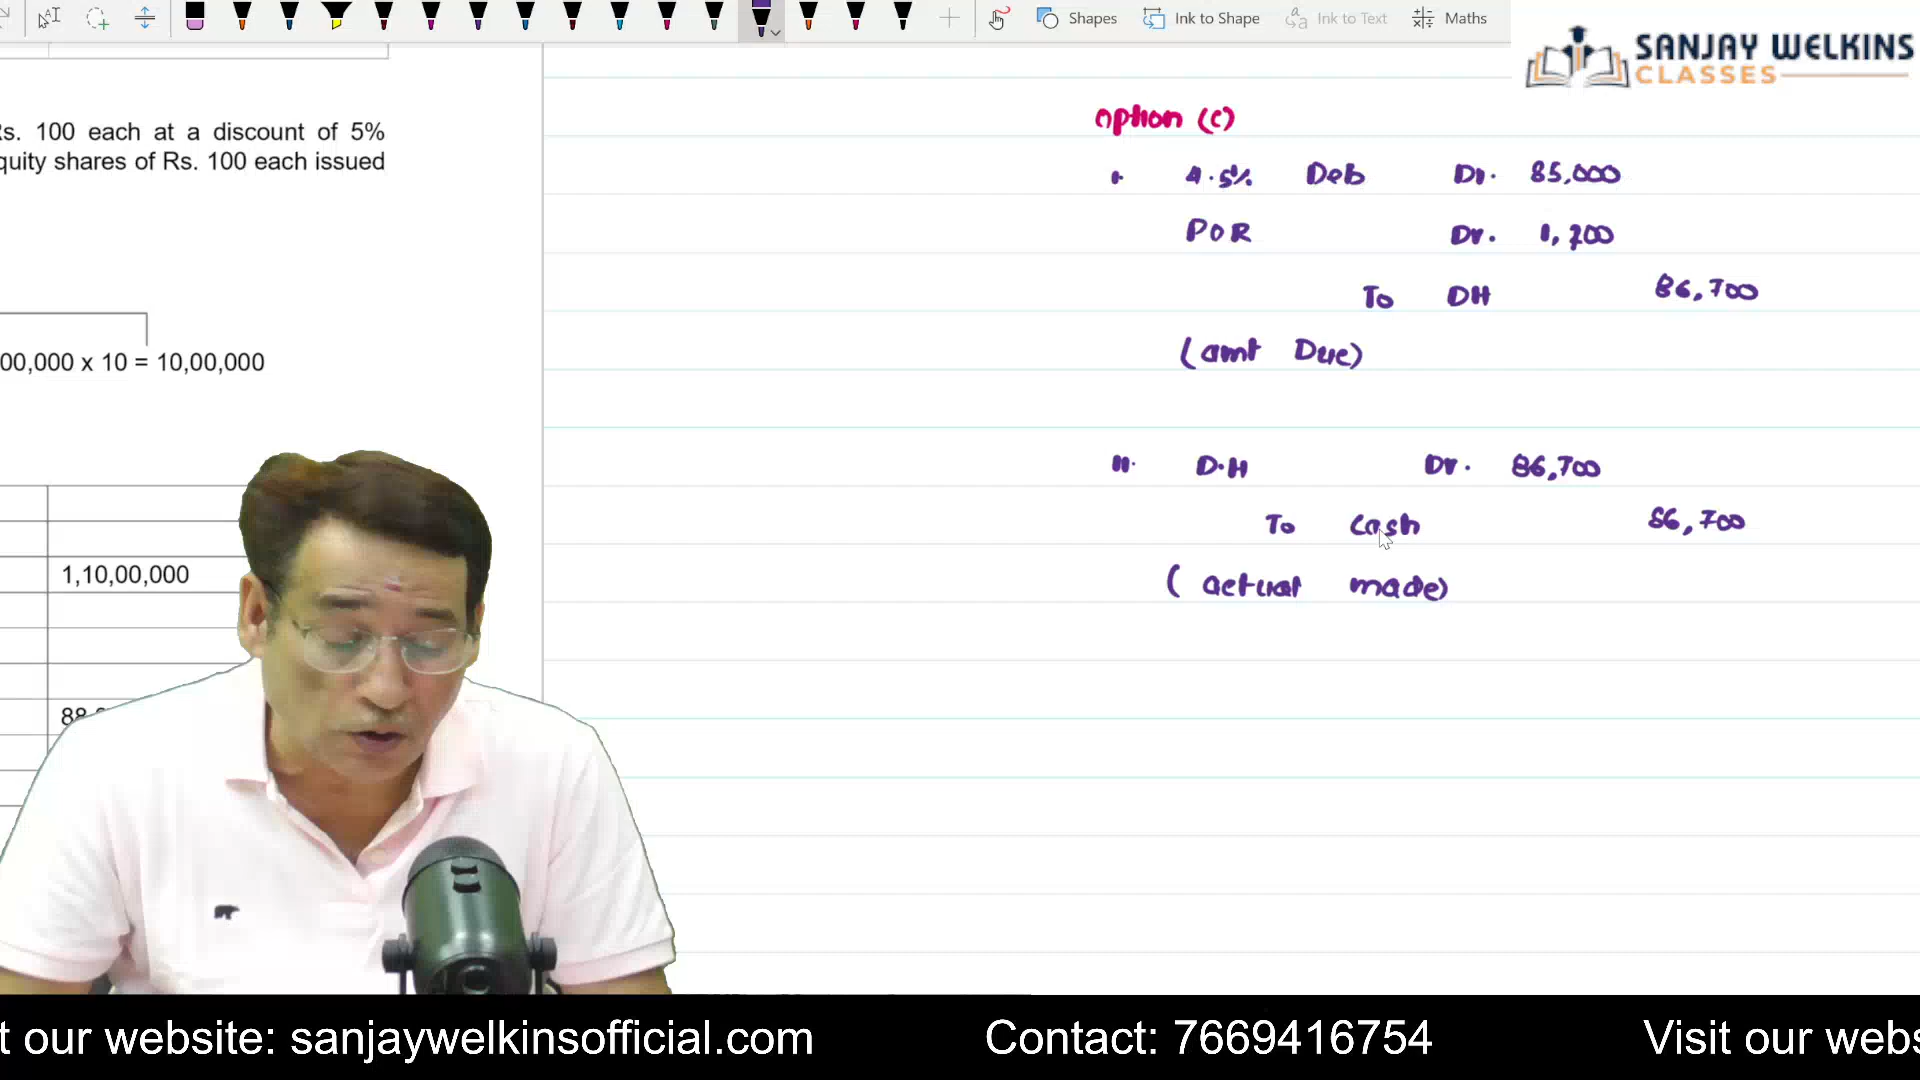 Shapes
Ink to Shape
Ink to Text
Maths
SANJAY WELKINS
CLASSES
Rs. 100 each at a discount of 5%
quity shares of Rs. 100 each issued
00,000 x 10 = 10,00,000
1,10,00,000
option (c)
4.5% Deb Dr. 85,000
POR Dr. 1,700
To DH 86,700
(amt Due)
II. D.H Dr. 86,700
To Cash 86,700
(actual made)
t our website: sanjaywelkinsofficial.com Contact: 7669416754 Visit our webs